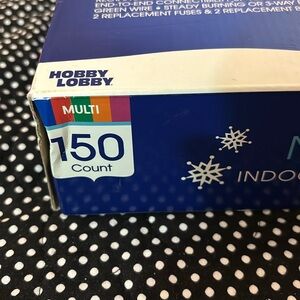 END-TO-END CONNECT
GREEN WIRE • STEADY BURNING OR 3-WAY
2 REPLACEMENT FUSES & 2 REPLACEMENT
HOBBY
LOBBY
MULTI
150
Count
INDOO